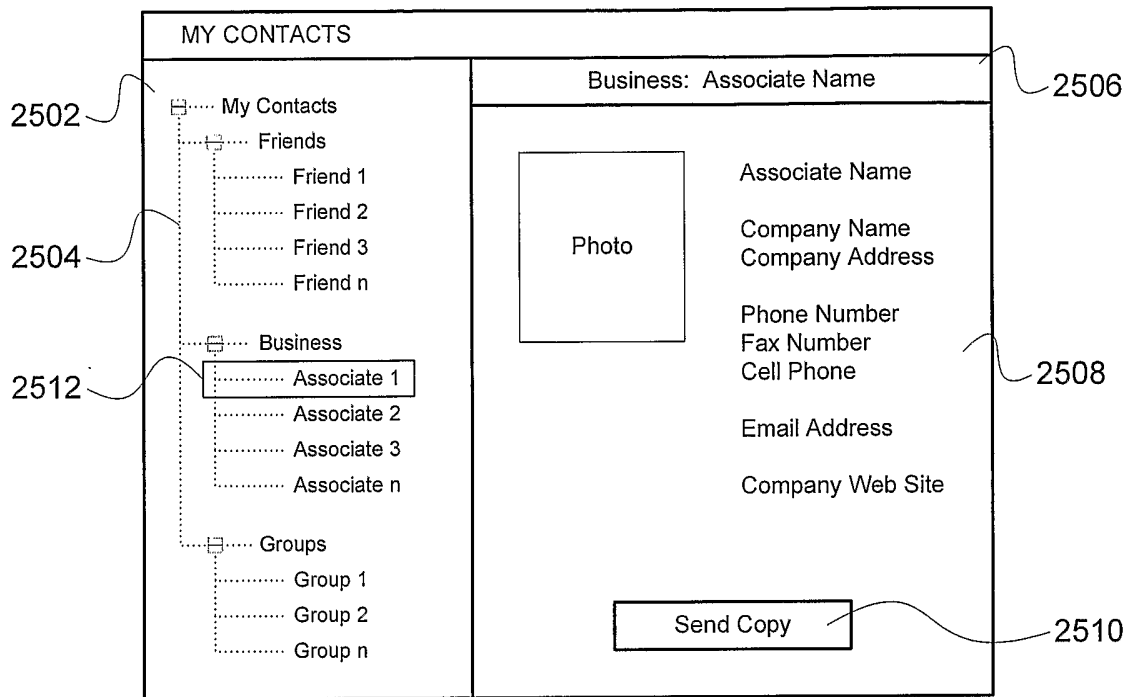 MY CONTACTS
2502
My Contacts
Friends
Friend 1
Friend 2
Friend 3
Friend n
2504
Business
Associate 1
2512
Associate 2
Associate 3
Associate n
Groups
Group 1
Group 2
Group n
Business: Associate Name
2506
Photo
Associate Name
Company Name
Company Address
Phone Number
Fax Number
Cell Phone
2508
Email Address
Company Web Site
Send Copy
2510